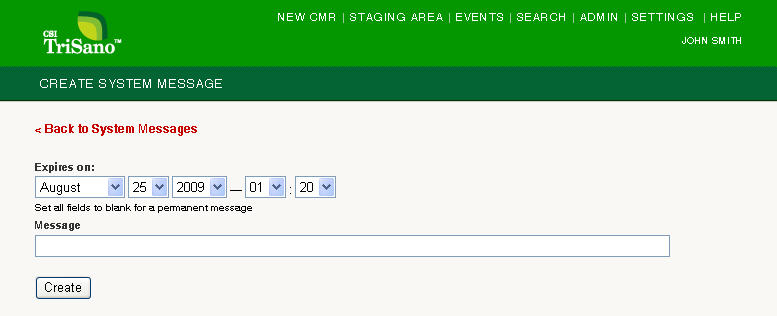 NEW CMR | STAGING AREA | EVENTS | SEARCH | ADMIN | SETTINGS | HELP
CSI
TriSano™
JOHN SMITH
CREATE SYSTEM MESSAGE
< Back to System Messages
Expires on:
August 25 2009 — 01 : 20
Set all fields to blank for a permanent message
Message
Create